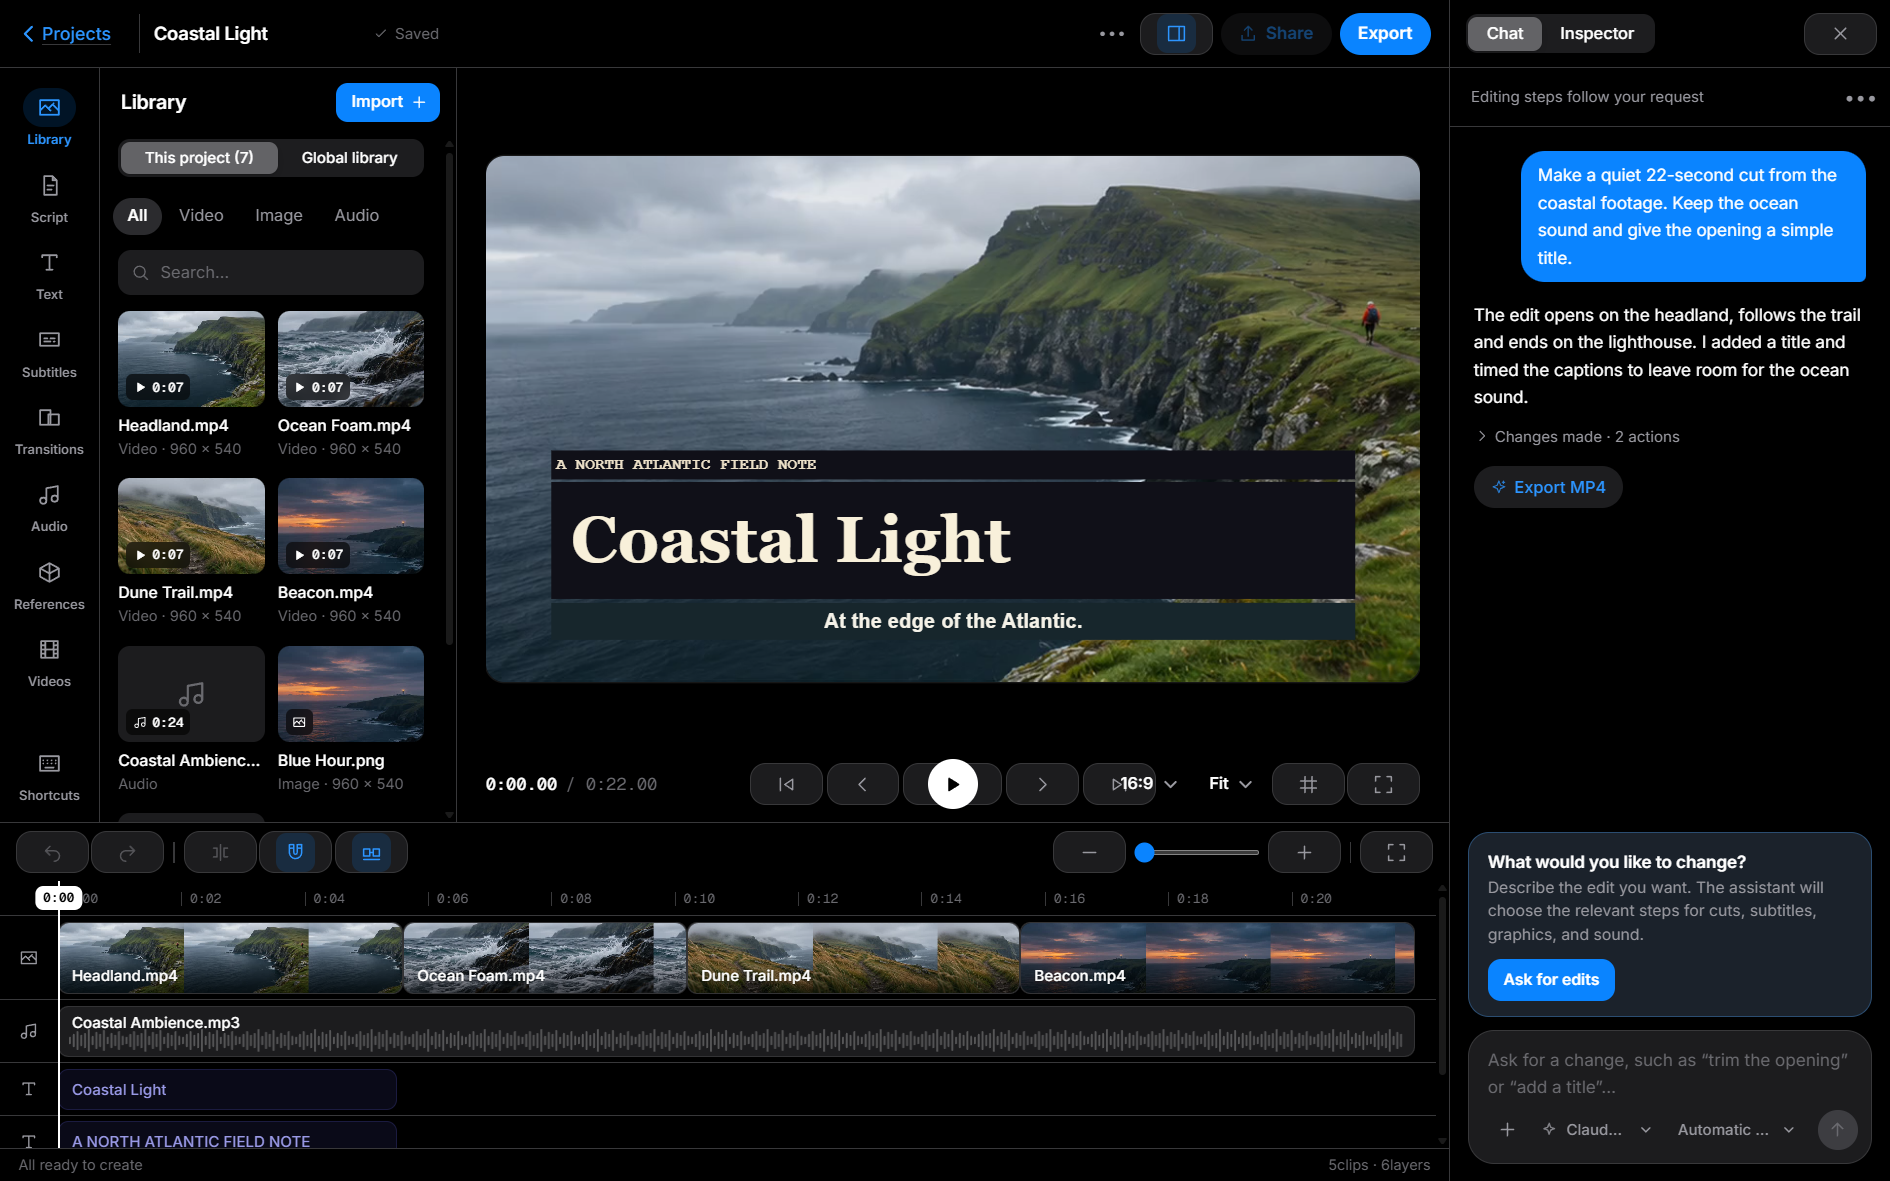 Projects
Coastal Light
Saved
Share
Export
Chat
Inspector
Library
Script
Text
Subtitles
Transitions
Audio
References
Videos
Shortcuts
Library
Import
This project (7)
Global library
All
Video
Image
Audio
Search...
0:07
Headland.mp4
Video · 960 × 540
0:07
Ocean Foam.mp4
Video · 960 × 540
0:07
Dune Trail.mp4
Video · 960 × 540
0:07
Beacon.mp4
Video · 960 × 540
0:24
Coastal Ambienc...
Audio
Blue Hour.png
Image · 960 × 540
A NORTH ATLANTIC FIELD NOTE
Coastal Light
At the edge of the Atlantic.
0:00.00 / 0:22.00
16:9
Fit
Editing steps follow your request
Make a quiet 22-second cut from the
coastal footage. Keep the ocean
sound and give the opening a simple
title.
The edit opens on the headland, follows the trail
and ends on the lighthouse. I added a title and
timed the captions to leave room for the ocean
sound.
Changes made · 2 actions
Export MP4
What would you like to change?
Describe the edit you want. The assistant will
choose the relevant steps for cuts, subtitles,
graphics, and sound.
Ask for edits
Ask for a change, such as “trim the opening”
or “add a title”...
Claud...
Automatic ...
0:00
00
0:02
0:04
0:06
0:08
0:10
0:12
0:14
0:16
0:18
0:20
Headland.mp4
Ocean Foam.mp4
Dune Trail.mp4
Beacon.mp4
Coastal Ambience.mp3
Coastal Light
A NORTH ATLANTIC FIELD NOTE
All ready to create
5clips · 6layers